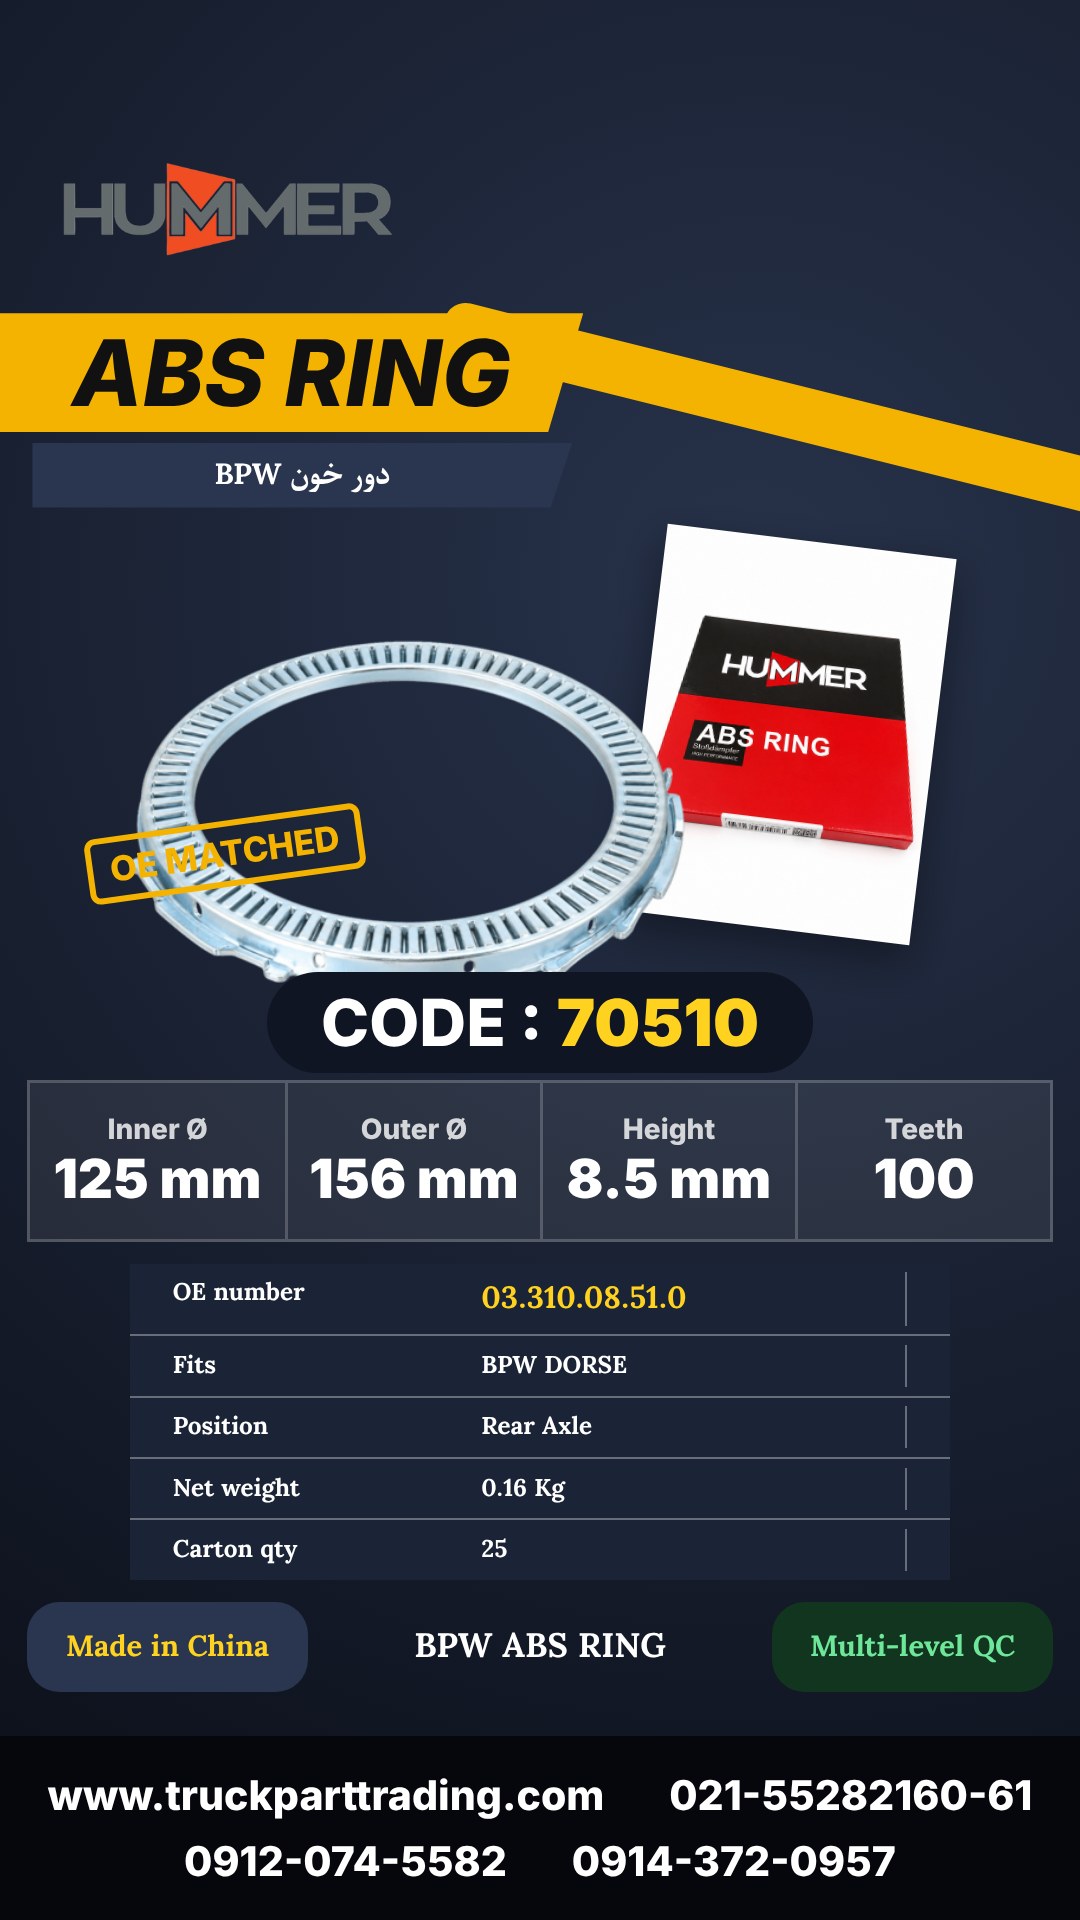 HUMMER
ABS RING
دور خون BPW
HUMMER
ABS RING
Stoßdämpfer
HIGH PERFORMANCE
OE MATCHED
CODE : 70510
Inner Ø
Outer Ø
Height
Teeth
125 mm
156 mm
8.5 mm
100
OE number
03.310.08.51.0
Fits
BPW DORSE
Position
Rear Axle
Net weight
0.16 Kg
Carton qty
25
Made in China
BPW ABS RING
Multi-level QC
www.truckparttrading.com
021-55282160-61
0912-074-5582
0914-372-0957